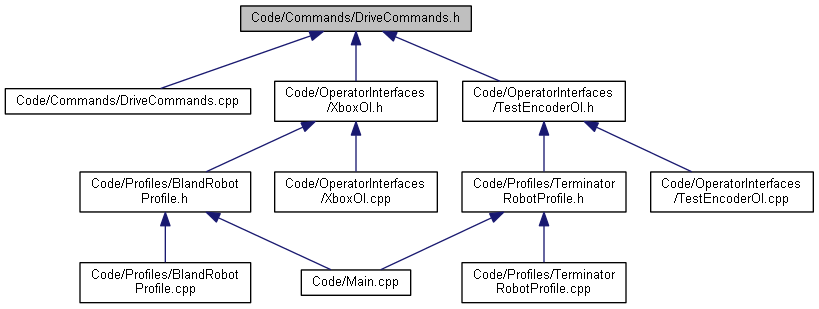 Code/Commands/DriveCommands.h
Code/Commands/DriveCommands.cpp
Code/OperatorInterfaces
/XboxOI.h
Code/OperatorInterfaces
/TestEncoderOI.h
Code/Profiles/BlandRobot
Profile.h
Code/OperatorInterfaces
/XboxOI.cpp
Code/Profiles/Terminator
RobotProfile.h
Code/OperatorInterfaces
/TestEncoderOI.cpp
Code/Profiles/BlandRobot
Profile.cpp
Code/Main.cpp
Code/Profiles/Terminator
RobotProfile.cpp